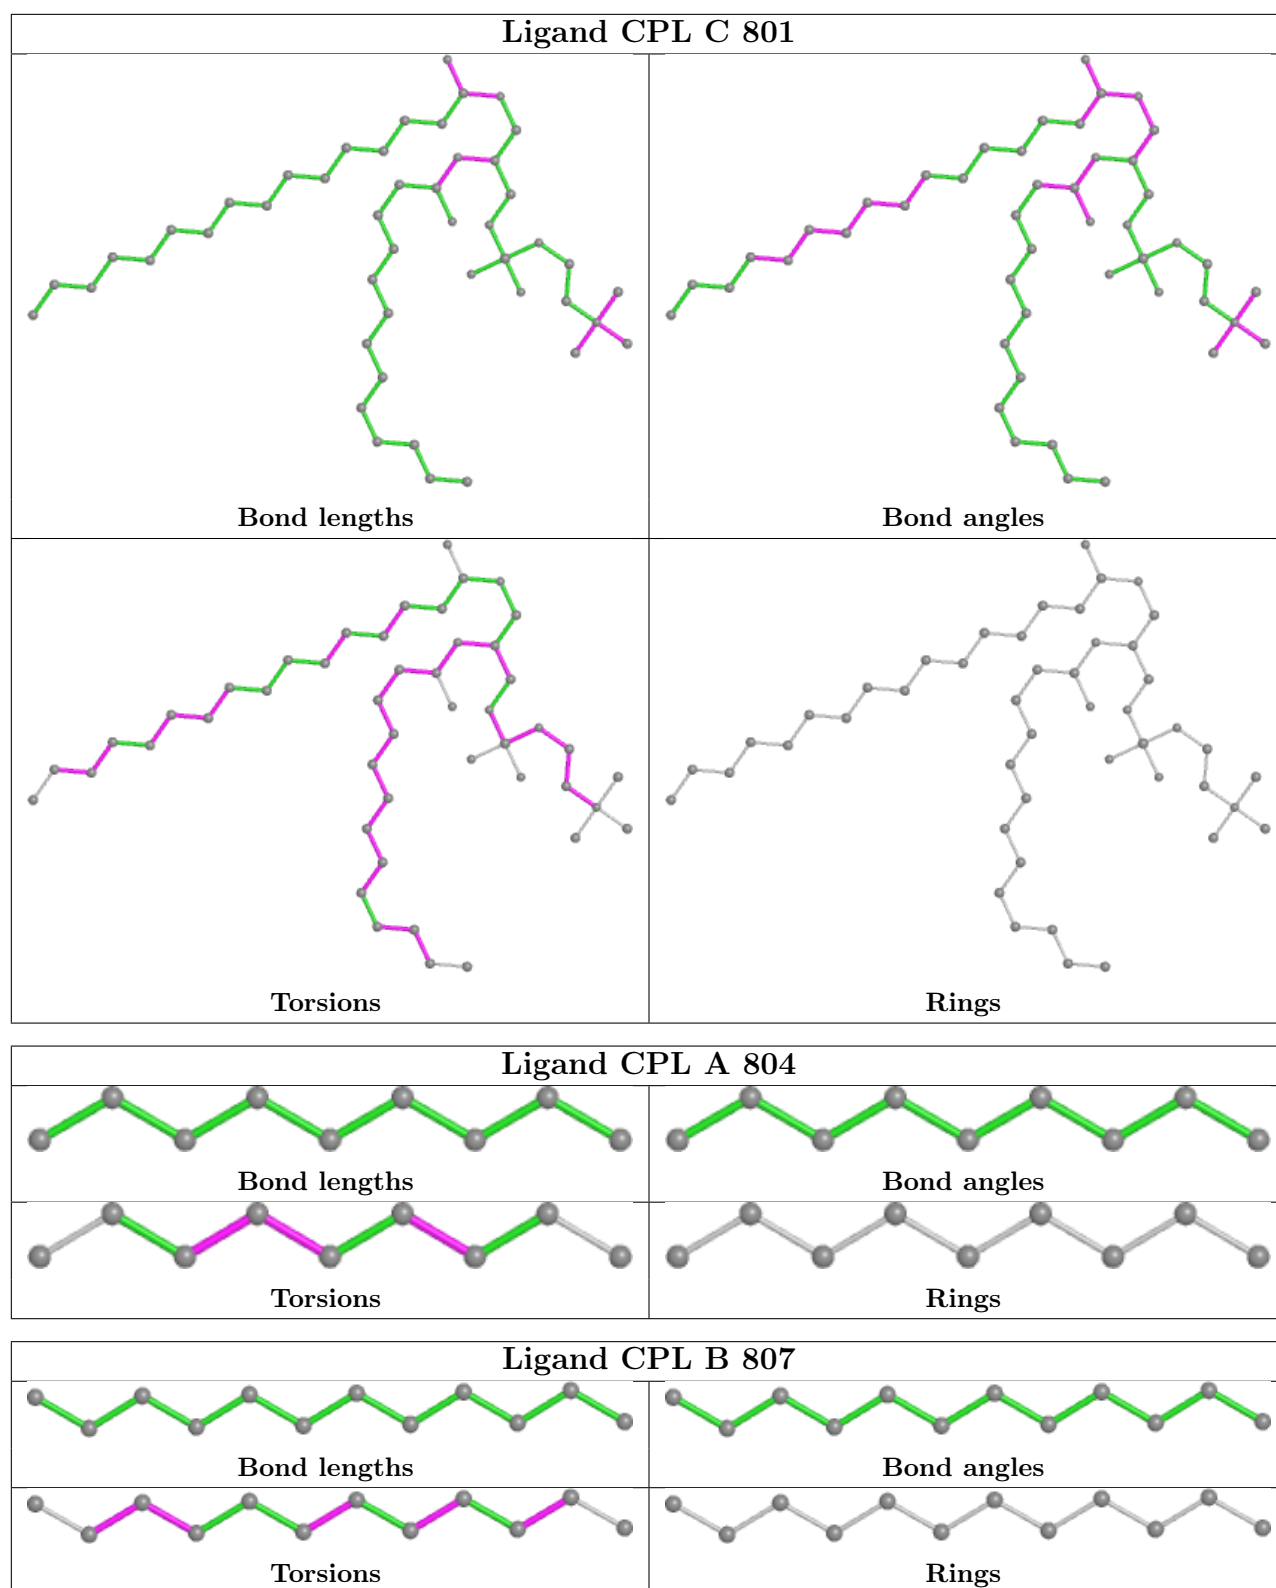 Ligand CPL C 801
Bond lengths
Bond angles
Torsions
Rings
Ligand CPL A 804
Bond lengths
Bond angles
Torsions
Rings
Ligand CPL B 807
Bond lengths
Bond angles
Torsions
Rings